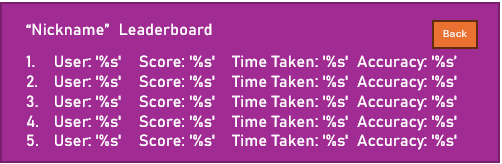 “Nickname” Leaderboard
Back
1. User: '%s' Score: '%s' Time Taken: '%s' Accuracy: '%s’
2. User: '%s' Score: '%s' Time Taken: '%s' Accuracy: '%s'
3. User: '%s' Score: '%s' Time Taken: '%s' Accuracy: '%s'
4. User: '%s' Score: '%s' Time Taken: '%s' Accuracy: '%s'
5. User: '%s' Score: '%s' Time Taken: '%s' Accuracy: '%s'